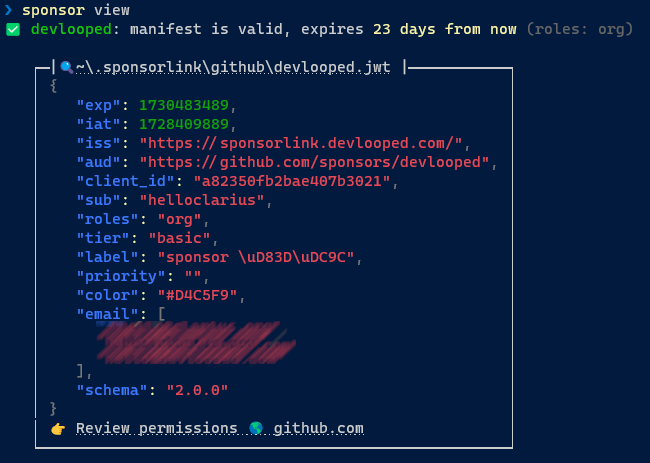 ❯ sponsor view
✅ devlooped: manifest is valid, expires 23 days from now (roles: org)
🔍~\.sponsorlink\github\devlooped.jwt
{
"exp": 1730483489,
"iat": 1728409889,
"iss": "https://sponsorlink.devlooped.com/",
"aud": "https://github.com/sponsors/devlooped",
"client_id": "a82350fb2bae407b3021",
"sub": "helloclarius",
"roles": "org",
"tier": "basic",
"label": "sponsor \uD83D\uDC9C",
"priority": "",
"color": "#D4C5F9",
"email": [
],
"schema": "2.0.0"
}
👉 Review permissions 🌎 github.com